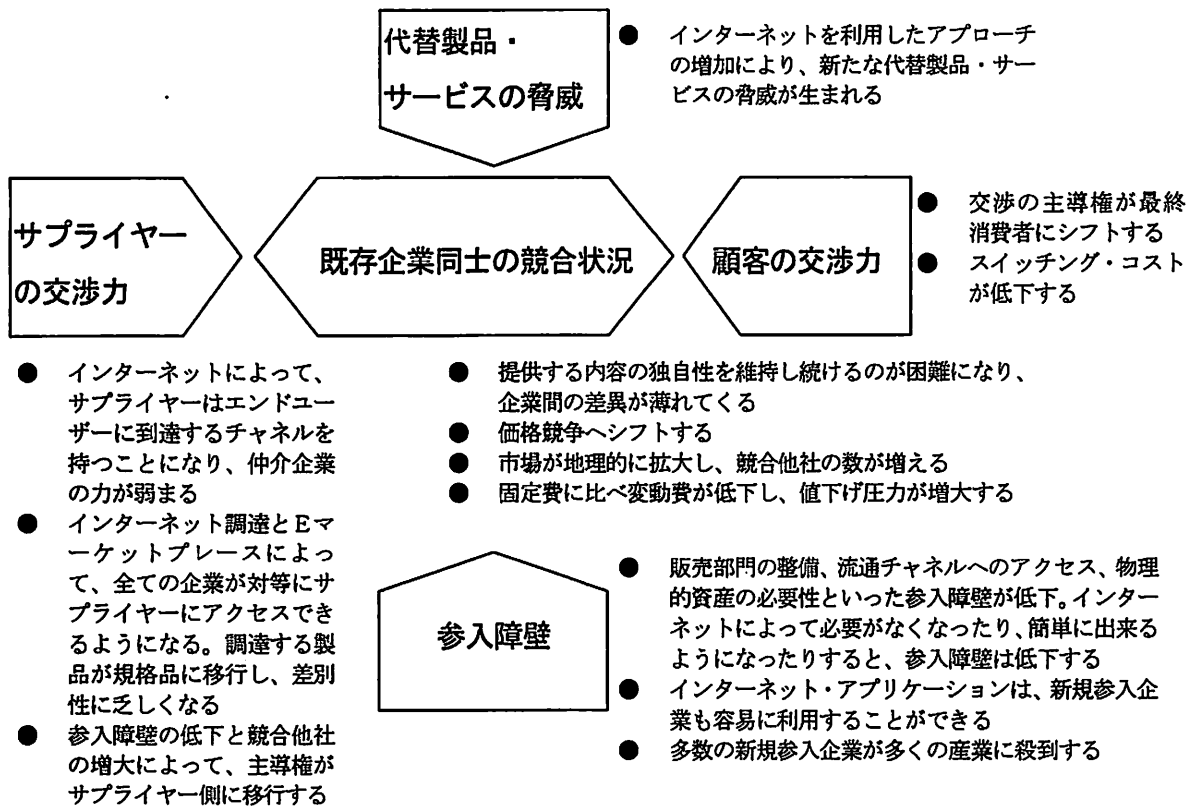 代替製品・
サービスの脅威
● インターネットを利用したアプローチ
の増加により、新たな代替製品・サー
ビスの脅威が生まれる
サプライヤー
の交渉力
既存企業同士の競合状況
顧客の交渉力
● 交渉の主導権が最終
消費者にシフトする
● スイッチング・コスト
が低下する
● インターネットによって、
サプライヤーはエンドユー
ザーに到達するチャネルを
持つことになり、仲介企業
の力が弱まる
● インターネット調達とEマ
ーケットプレースによっ
て、全ての企業が対等にサ
プライヤーにアクセスでき
るようになる。調達する製
品が規格品に移行し、差別
性に乏しくなる
● 参入障壁の低下と競合他社
の増大によって、主導権が
サプライヤー側に移行する
● 提供する内容の独自性を維持し続けるのが困難になり、
企業間の差異が薄れてくる
● 価格競争へシフトする
● 市場が地理的に拡大し、競合他社の数が増える
● 固定費に比べ変動費が低下し、値下げ圧力が増大する
参入障壁
● 販売部門の整備、流通チャネルへのアクセス、物理
的資産の必要性といった参入障壁が低下。インター
ネットによって必要がなくなったり、簡単に出来る
ようになったりすると、参入障壁は低下する
● インターネット・アプリケーションは、新規参入企
業も容易に利用することができる
● 多数の新規参入企業が多くの産業に殺到する